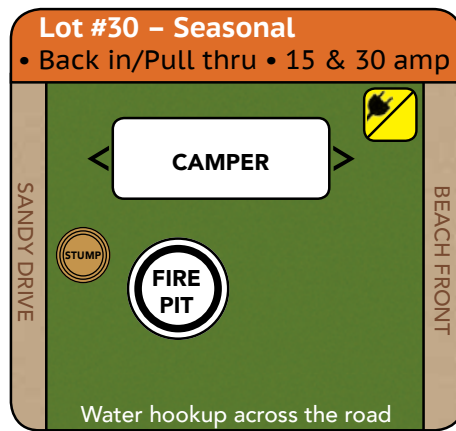 Lot #30 – Seasonal
• Back in/Pull thru • 15 & 30 amp
< CAMPER >
SANDY DRIVE
BEACH FRONT
STUMP
FIRE
PIT
Water hookup across the road